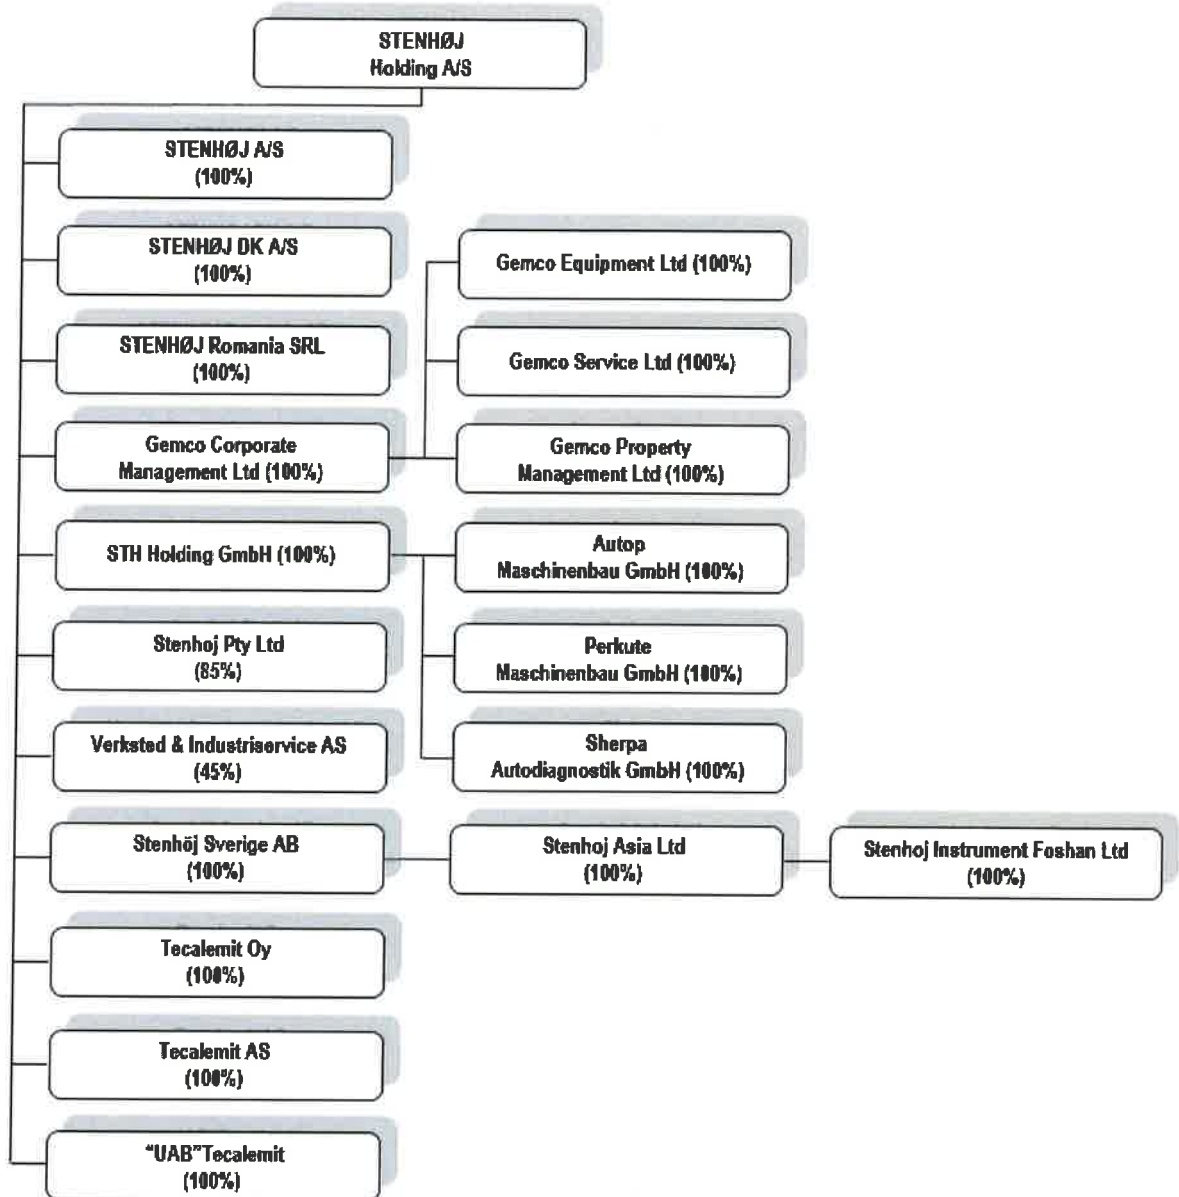 STENHØJ
Holding A/S
STENHØJ A/S
(100%)
STENHØJ DK A/S
(100%)
STENHØJ Romania SRL
(100%)
Gemco Corporate
Management Ltd (100%)
STH Holding GmbH (100%)
Stenhoj Pty Ltd
(85%)
Verksted & Industriservice AS
(45%)
Stenhöj Sverige AB
(100%)
Tecalemit Oy
(100%)
Tecalemit AS
(100%)
"UAB"Tecalemit
(100%)
Gemco Equipment Ltd (100%)
Gemco Service Ltd (100%)
Gemco Property
Management Ltd (100%)
Autop
Maschinenbau GmbH (100%)
Perkute
Maschinenbau GmbH (100%)
Sherpa
Autodiagnostik GmbH (100%)
Stenhoj Asia Ltd
(100%)
Stenhoj Instrument Foshan Ltd
(100%)